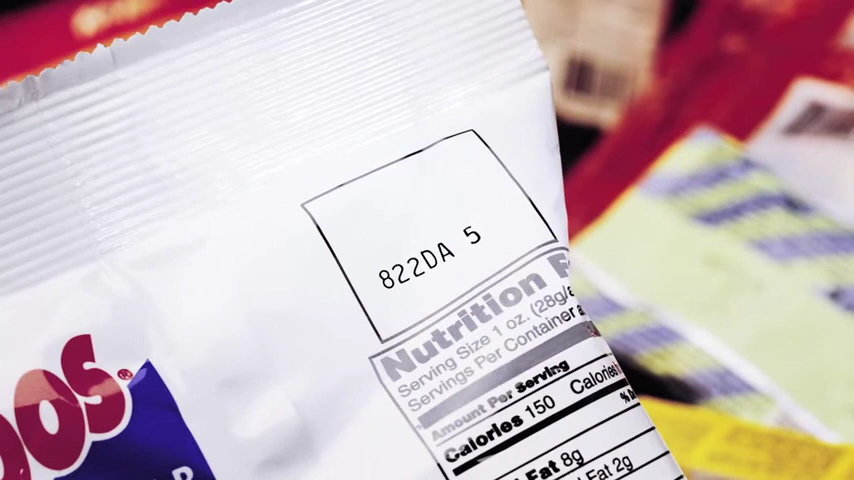 822DA 5
Nutrition F
Serving Size 1 oz. (28g/a
Servings Per Container a
Amount Per Serving
Calories 150 Calories
% D
Fat 8g
Fat 2g
OS®